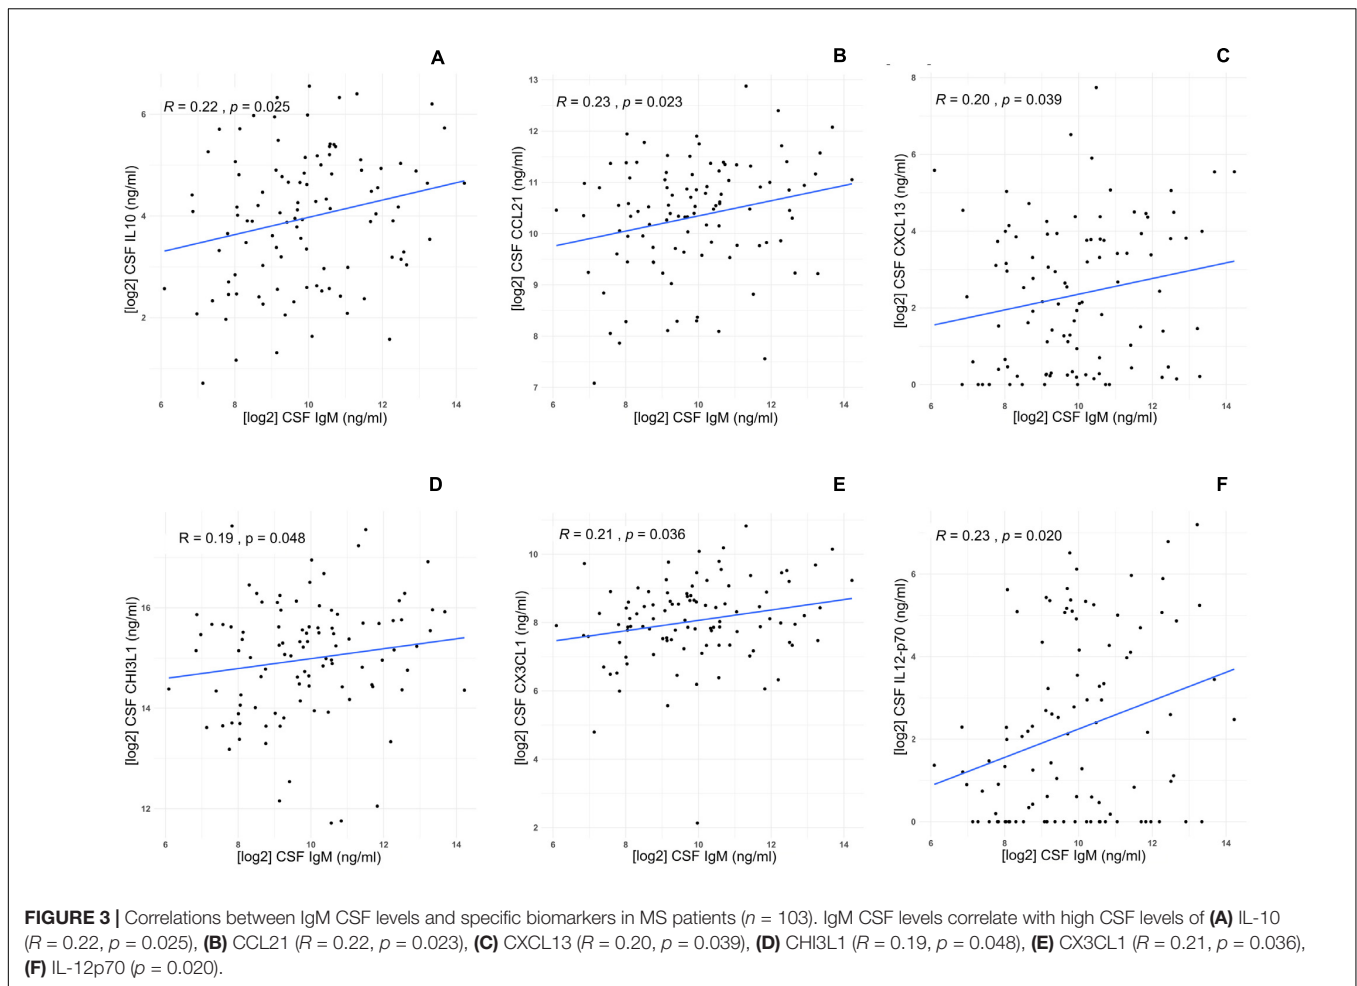 A
R = 0.22 , p = 0.025
[log2] CSF IL10 (ng/ml)
6
4
2
6 8 10 12 14
[log2] CSF IgM (ng/ml)
B
R = 0.23 , p = 0.023
[log2] CSF CCL21 (ng/ml)
13
12
11
10
9
8
7
6 8 10 12 14
[log2] CSF IgM (ng/ml)
C
R = 0.20 , p = 0.039
[log2] CSF CXCL13 (ng/ml)
8
6
4
2
0
6 8 10 12 14
[log2] CSF IgM (ng/ml)
D
R = 0.19 , p = 0.048
[log2] CSF CHI3L1 (ng/ml)
16
14
12
6 8 10 12 14
[log2] CSF IgM (ng/ml)
E
R = 0.21 , p = 0.036
[log2] CSF CX3CL1 (ng/ml)
10
8
6
4
2
6 8 10 12 14
[log2] CSF IgM (ng/ml)
F
R = 0.23 , p = 0.020
[log2] CSF IL12-p70 (ng/ml)
6
4
2
0
6 8 10 12 14
[log2] CSF IgM (ng/ml)
FIGURE 3 | Correlations between IgM CSF levels and specific biomarkers in MS patients (n = 103). IgM CSF levels correlate with high CSF levels of (A) IL-10
(R = 0.22, p = 0.025), (B) CCL21 (R = 0.22, p = 0.023), (C) CXCL13 (R = 0.20, p = 0.039), (D) CHI3L1 (R = 0.19, p = 0.048), (E) CX3CL1 (R = 0.21, p = 0.036),
(F) IL-12p70 (p = 0.020).